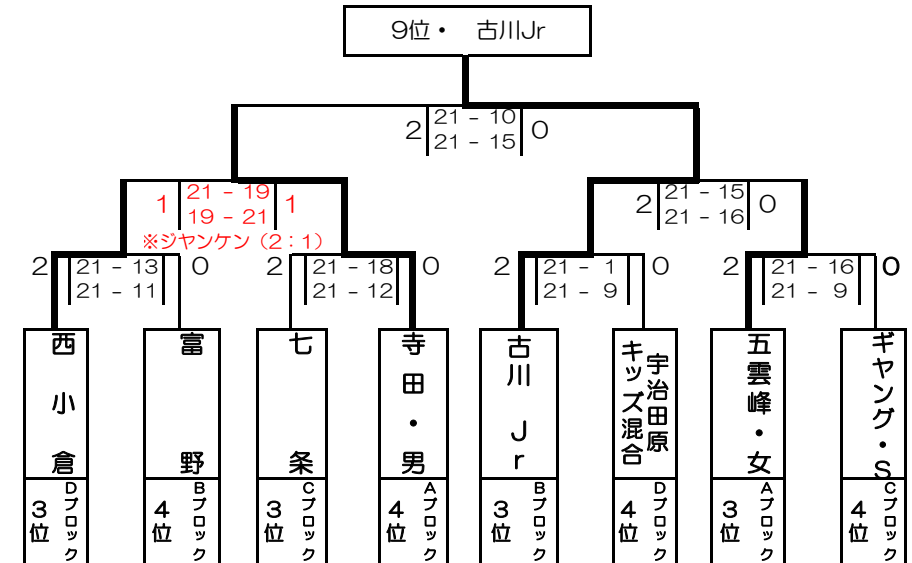 9位・　古川Jr
2 21 - 10 0
21 - 15
1 21 - 19 1
19 - 21
※ジヤンケン（2：1）
2 21 - 15 0
21 - 16
2 21 - 13 0
21 - 11
2 21 - 18 0
21 - 12
2 21 - 1 0
21 - 9
2 21 - 16 0
21 - 9
西小倉
富野
七条
寺田・男
古川　Jr
宇治田原
キッズ混合
五雲峰・女
ギヤング・S
Dブロック
3位
Bブロック
4位
Cブロック
3位
Aブロック
4位
Bブロック
3位
Dブロック
4位
Aブロック
3位
Cブロック
4位